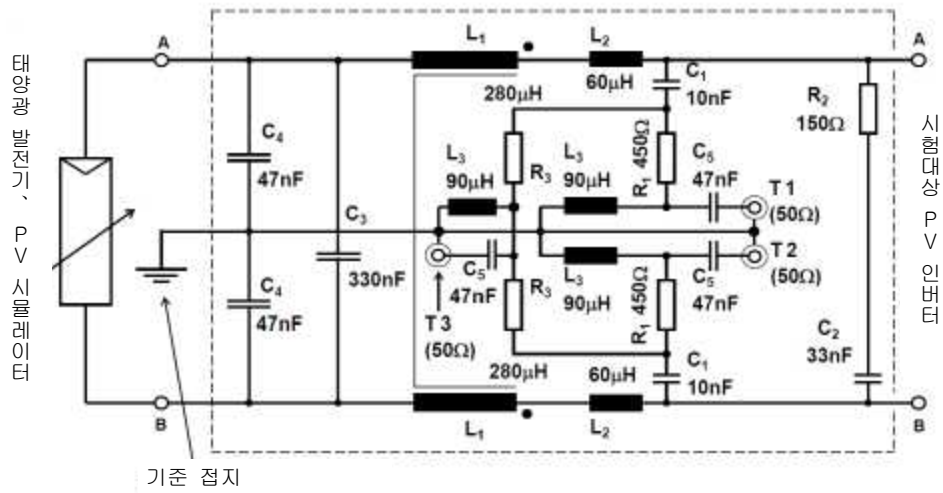 태양광 발전기、 PV 시뮬레이터
A
C₄
47nF
C₄
47nF
B
기준 접지
C₃
330nF
L₁
280μH
L₂
60μH
C₁
10nF
R₂
150Ω
A
L₃
90μH
R₃
L₃
90μH
R₁ 450Ω
C₅
47nF
T1
(50Ω)
C₅
47nF
T3
(50Ω)
R₃
L₃
90μH
R₁ 450Ω
C₅
47nF
T2
(50Ω)
280μH
L₁
60μH
L₂
C₁
10nF
C₂
33nF
B
시험대상 PV 인버터